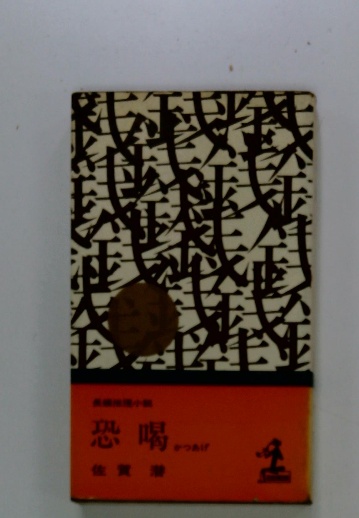 長編推理小説
恐喝 かつあげ
佐賀潜